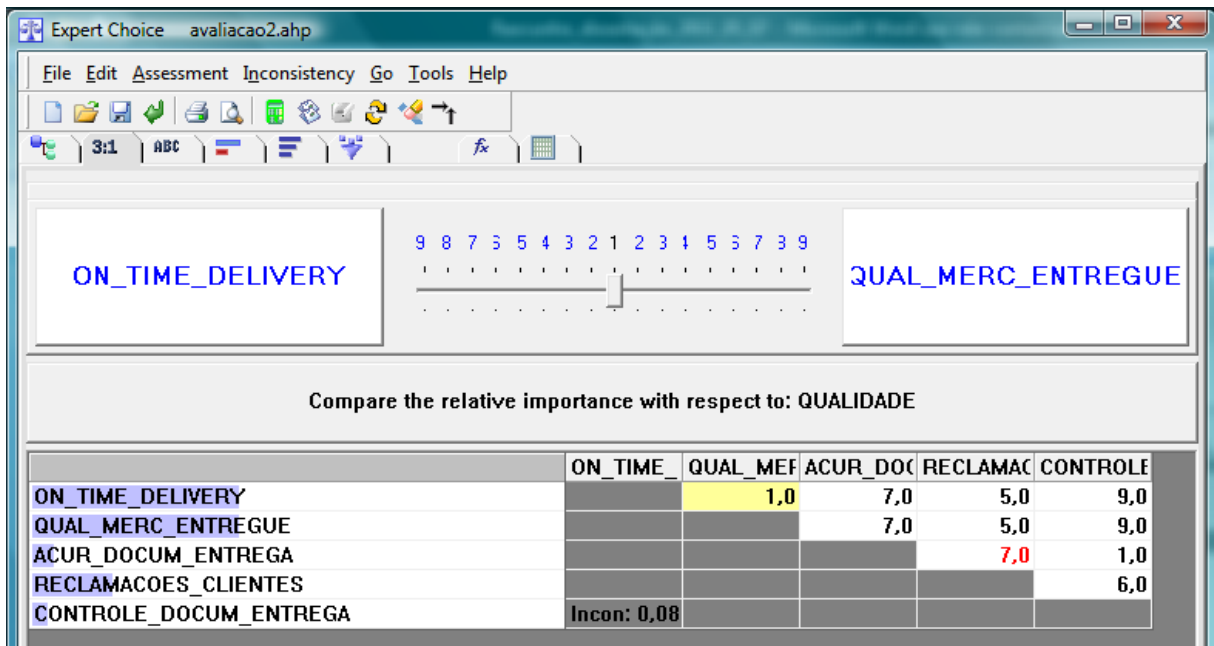 Expert Choice avaliacao2.ahp
File Edit Assessment Inconsistency Go Tools Help
3:1 ABC fx
9 8 7 6 5 4 3 2 1 2 3 4 5 6 7 8 9
ON_TIME_DELIVERY QUAL_MERC_ENTREGUE
Compare the relative importance with respect to: QUALIDADE
ON_TIME_ QUAL_MEF ACUR_DO( RECLAMA( CONTROLE
ON_TIME_DELIVERY 1,0 7,0 5,0 9,0
QUAL_MERC_ENTREGUE 7,0 5,0 9,0
ACUR_DOCUM_ENTREGA 7,0 1,0
RECLAMACOES_CLIENTES 6,0
CONTROLE_DOCUM_ENTREGA Incon: 0,08